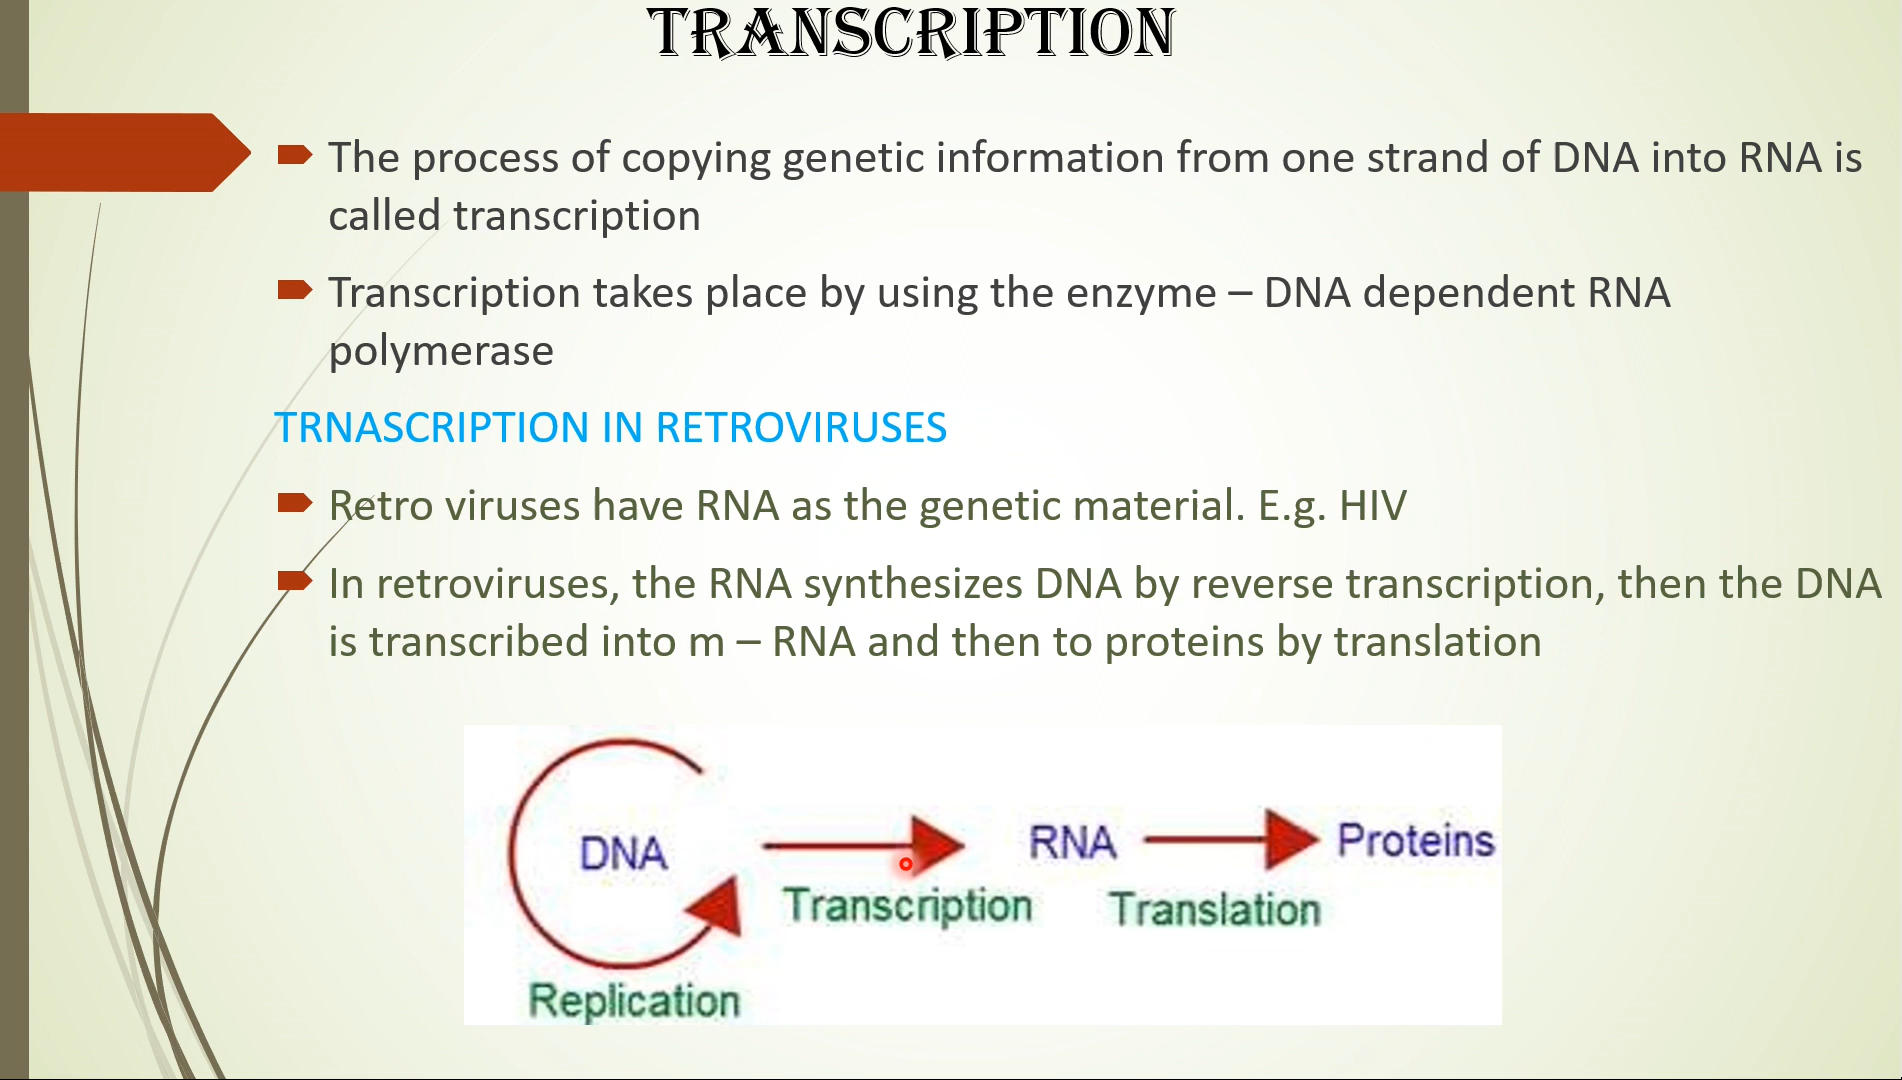 TRANSCRIPTION
The process of copying genetic information from one strand of DNA into RNA is
called transcription
Transcription takes place by using the enzyme – DNA dependent RNA
polymerase
TRNASCRIPTION IN RETROVIRUSES
Retro viruses have RNA as the genetic material. E.g. HIV
In retroviruses, the RNA synthesizes DNA by reverse transcription, then the DNA
is transcribed into m – RNA and then to proteins by translation
DNA
RNA
Proteins
Transcription
Translation
Replication